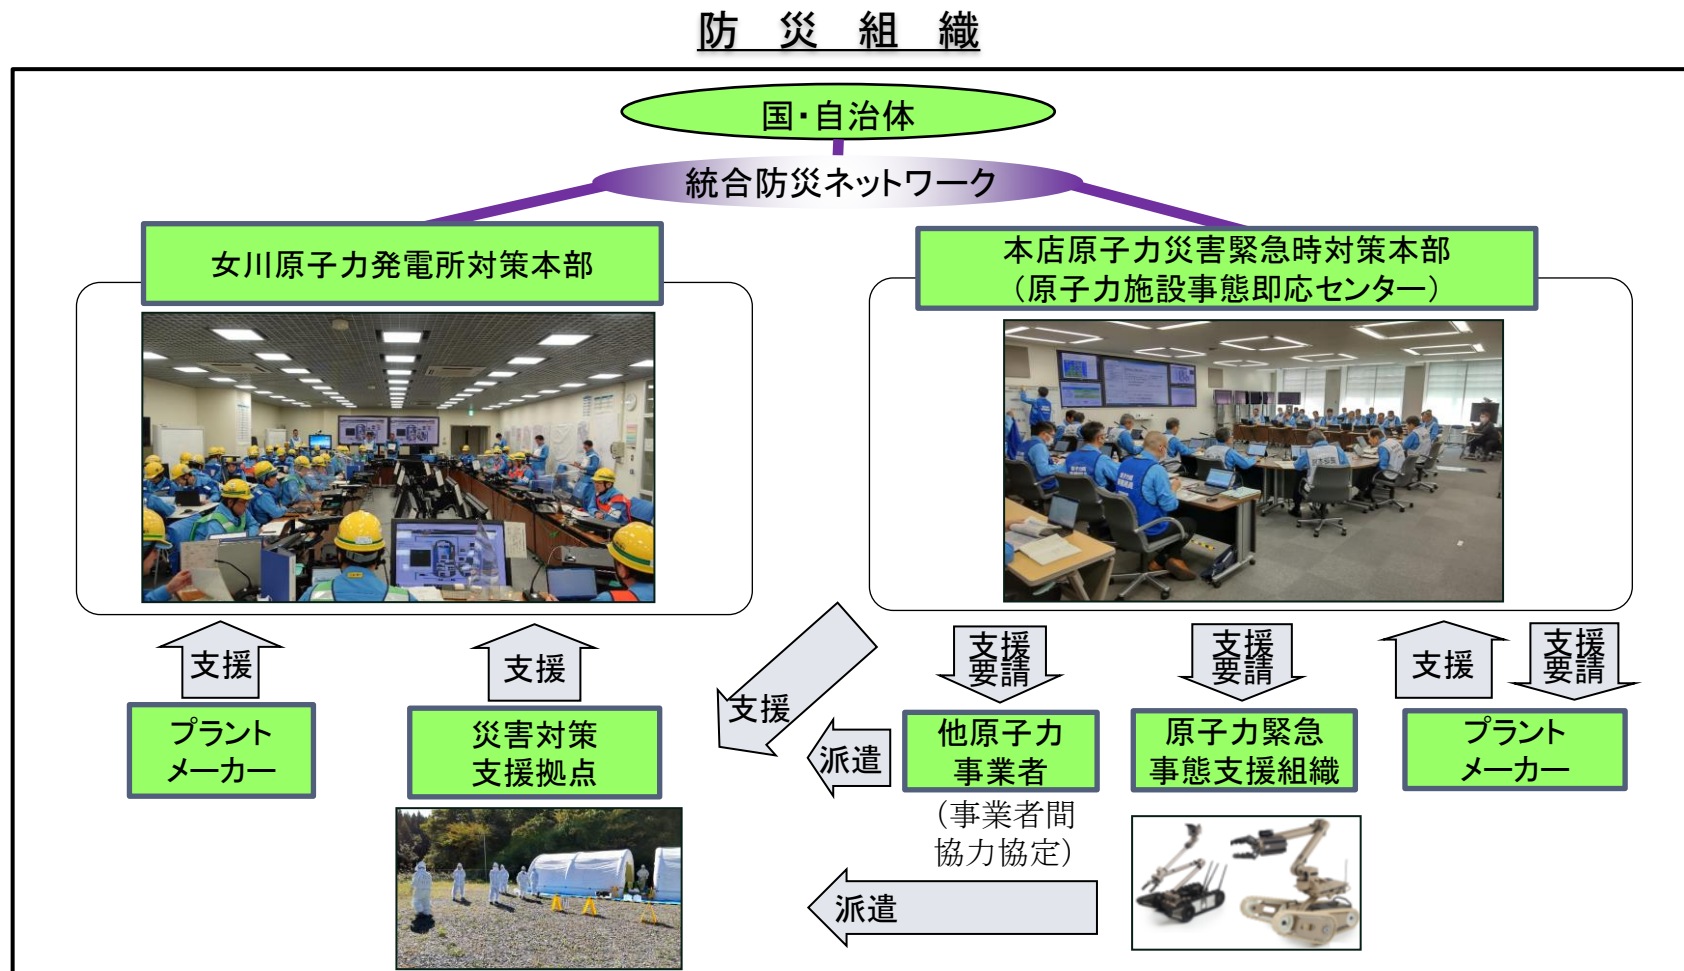 防災組織
国・自治体
統合防災ネットワーク
女川原子力発電所対策本部
本店原子力災害緊急時対策本部
（原子力施設事態即応センター）
支援
支援
支援
支援
要請
支援
要請
支援
支援
要請
プラント
メーカー
災害対策
支援拠点
派遣
他原子力
事業者
（事業者間
協力協定）
原子力緊急
事態支援組織
プラント
メーカー
派遣